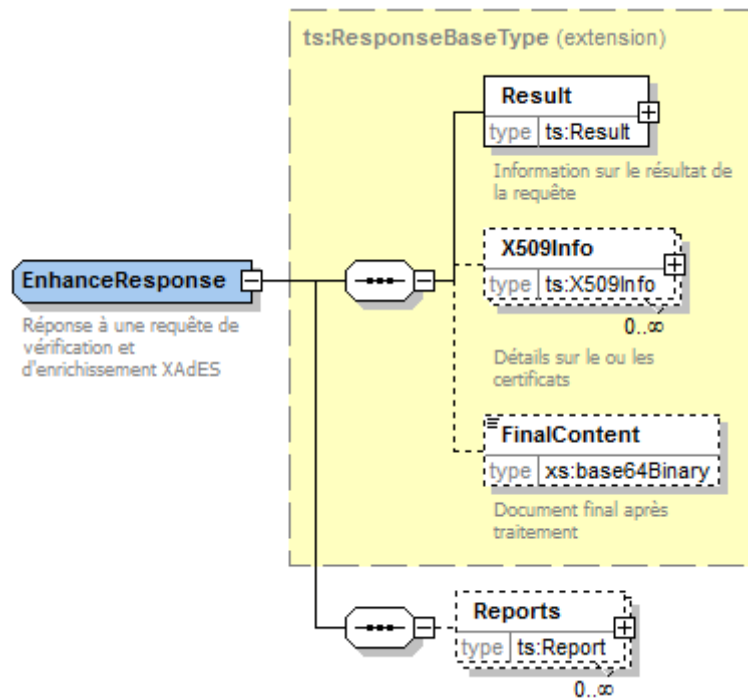 ts:ResponseBaseType (extension)
Result
type ts:Result
Information sur le résultat de
la requête
X509Info
type ts:X509Info
0..∞
Détails sur le ou les
certificats
EnhanceResponse
Réponse à une requête de
vérification et
d'enrichissement XAdES
FinalContent
type xs:base64Binary
Document final après
traitement
Reports
type ts:Report
0..∞